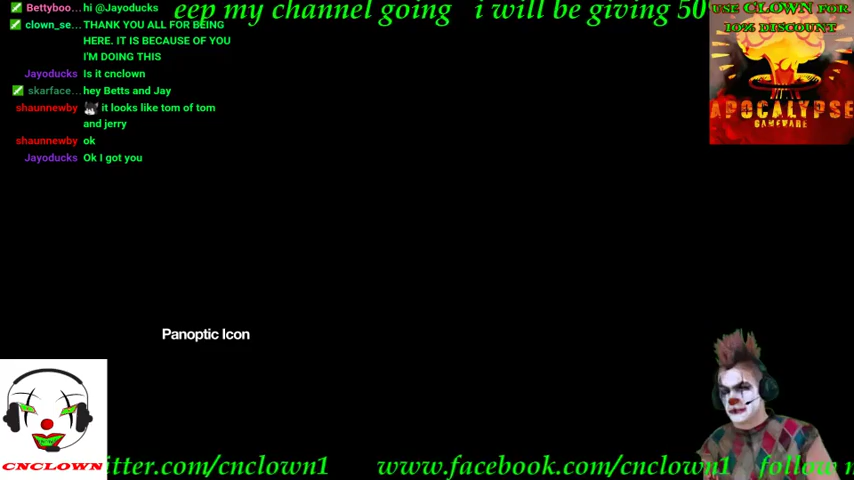 Bettyboo... hi @Jayoducks
eep my channel going   i will be giving 50
USE CLOWN FOR
10% DISCOUNT
clown_se... THANK YOU ALL FOR BEING
HERE. IT IS BECAUSE OF YOU
I'M DOING THIS
Jayoducks Is it cnclown
skarface... hey Betts and Jay
shaunnewby it looks like tom of tom
and jerry
shaunnewby ok
Jayoducks Ok I got you
APOCALYPSE
GAMEWARE
Panoptic Icon
CNCLOWN
itter.com/cnclown1   www.facebook.com/cnclown1   follow m